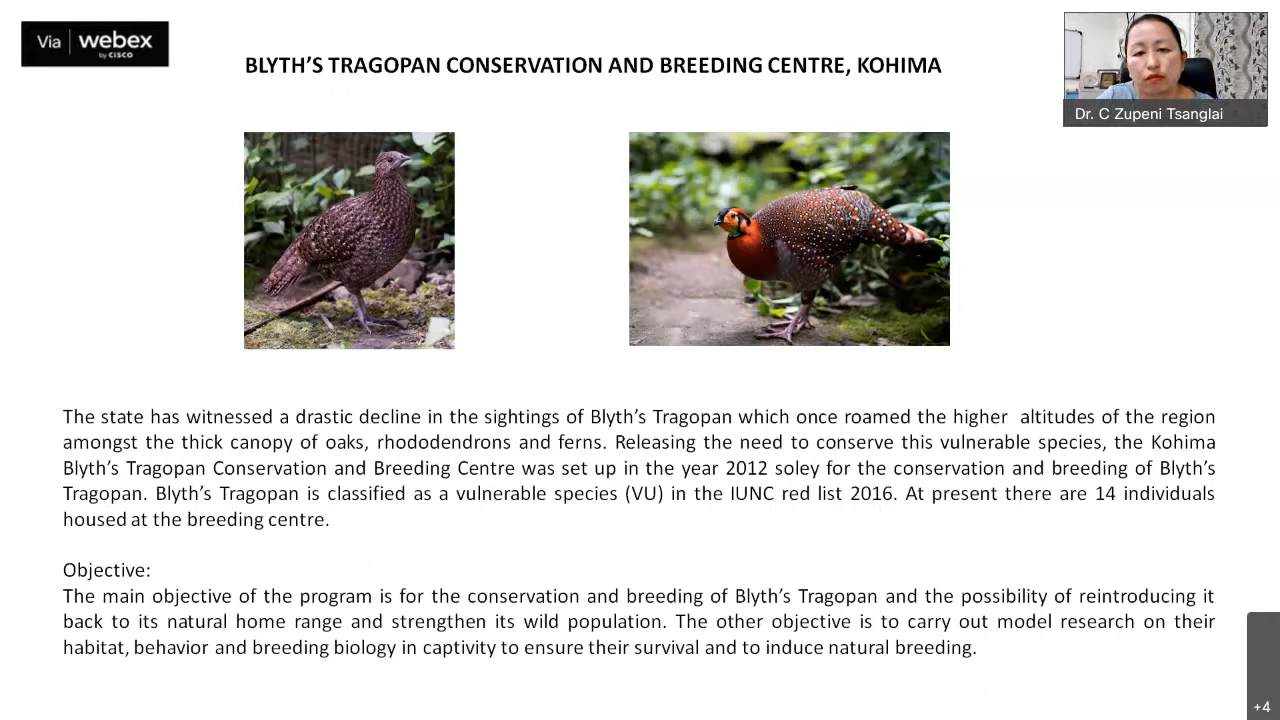 Via webex
by CISCO
BLYTH’S TRAGOPAN CONSERVATION AND BREEDING CENTRE, KOHIMA
Dr. C Zupeni Tsanglai
The state has witnessed a drastic decline in the sightings of Blyth’s Tragopan which once roamed the higher altitudes of the region
amongst the thick canopy of oaks, rhododendrons and ferns. Releasing the need to conserve this vulnerable species, the Kohima
Blyth’s Tragopan Conservation and Breeding Centre was set up in the year 2012 soley for the conservation and breeding of Blyth’s
Tragopan. Blyth’s Tragopan is classified as a vulnerable species (VU) in the IUNC red list 2016. At present there are 14 individuals
housed at the breeding centre.
Objective:
The main objective of the program is for the conservation and breeding of Blyth’s Tragopan and the possibility of reintroducing it
back to its natural home range and strengthen its wild population. The other objective is to carry out model research on their
habitat, behavior and breeding biology in captivity to ensure their survival and to induce natural breeding.
+4